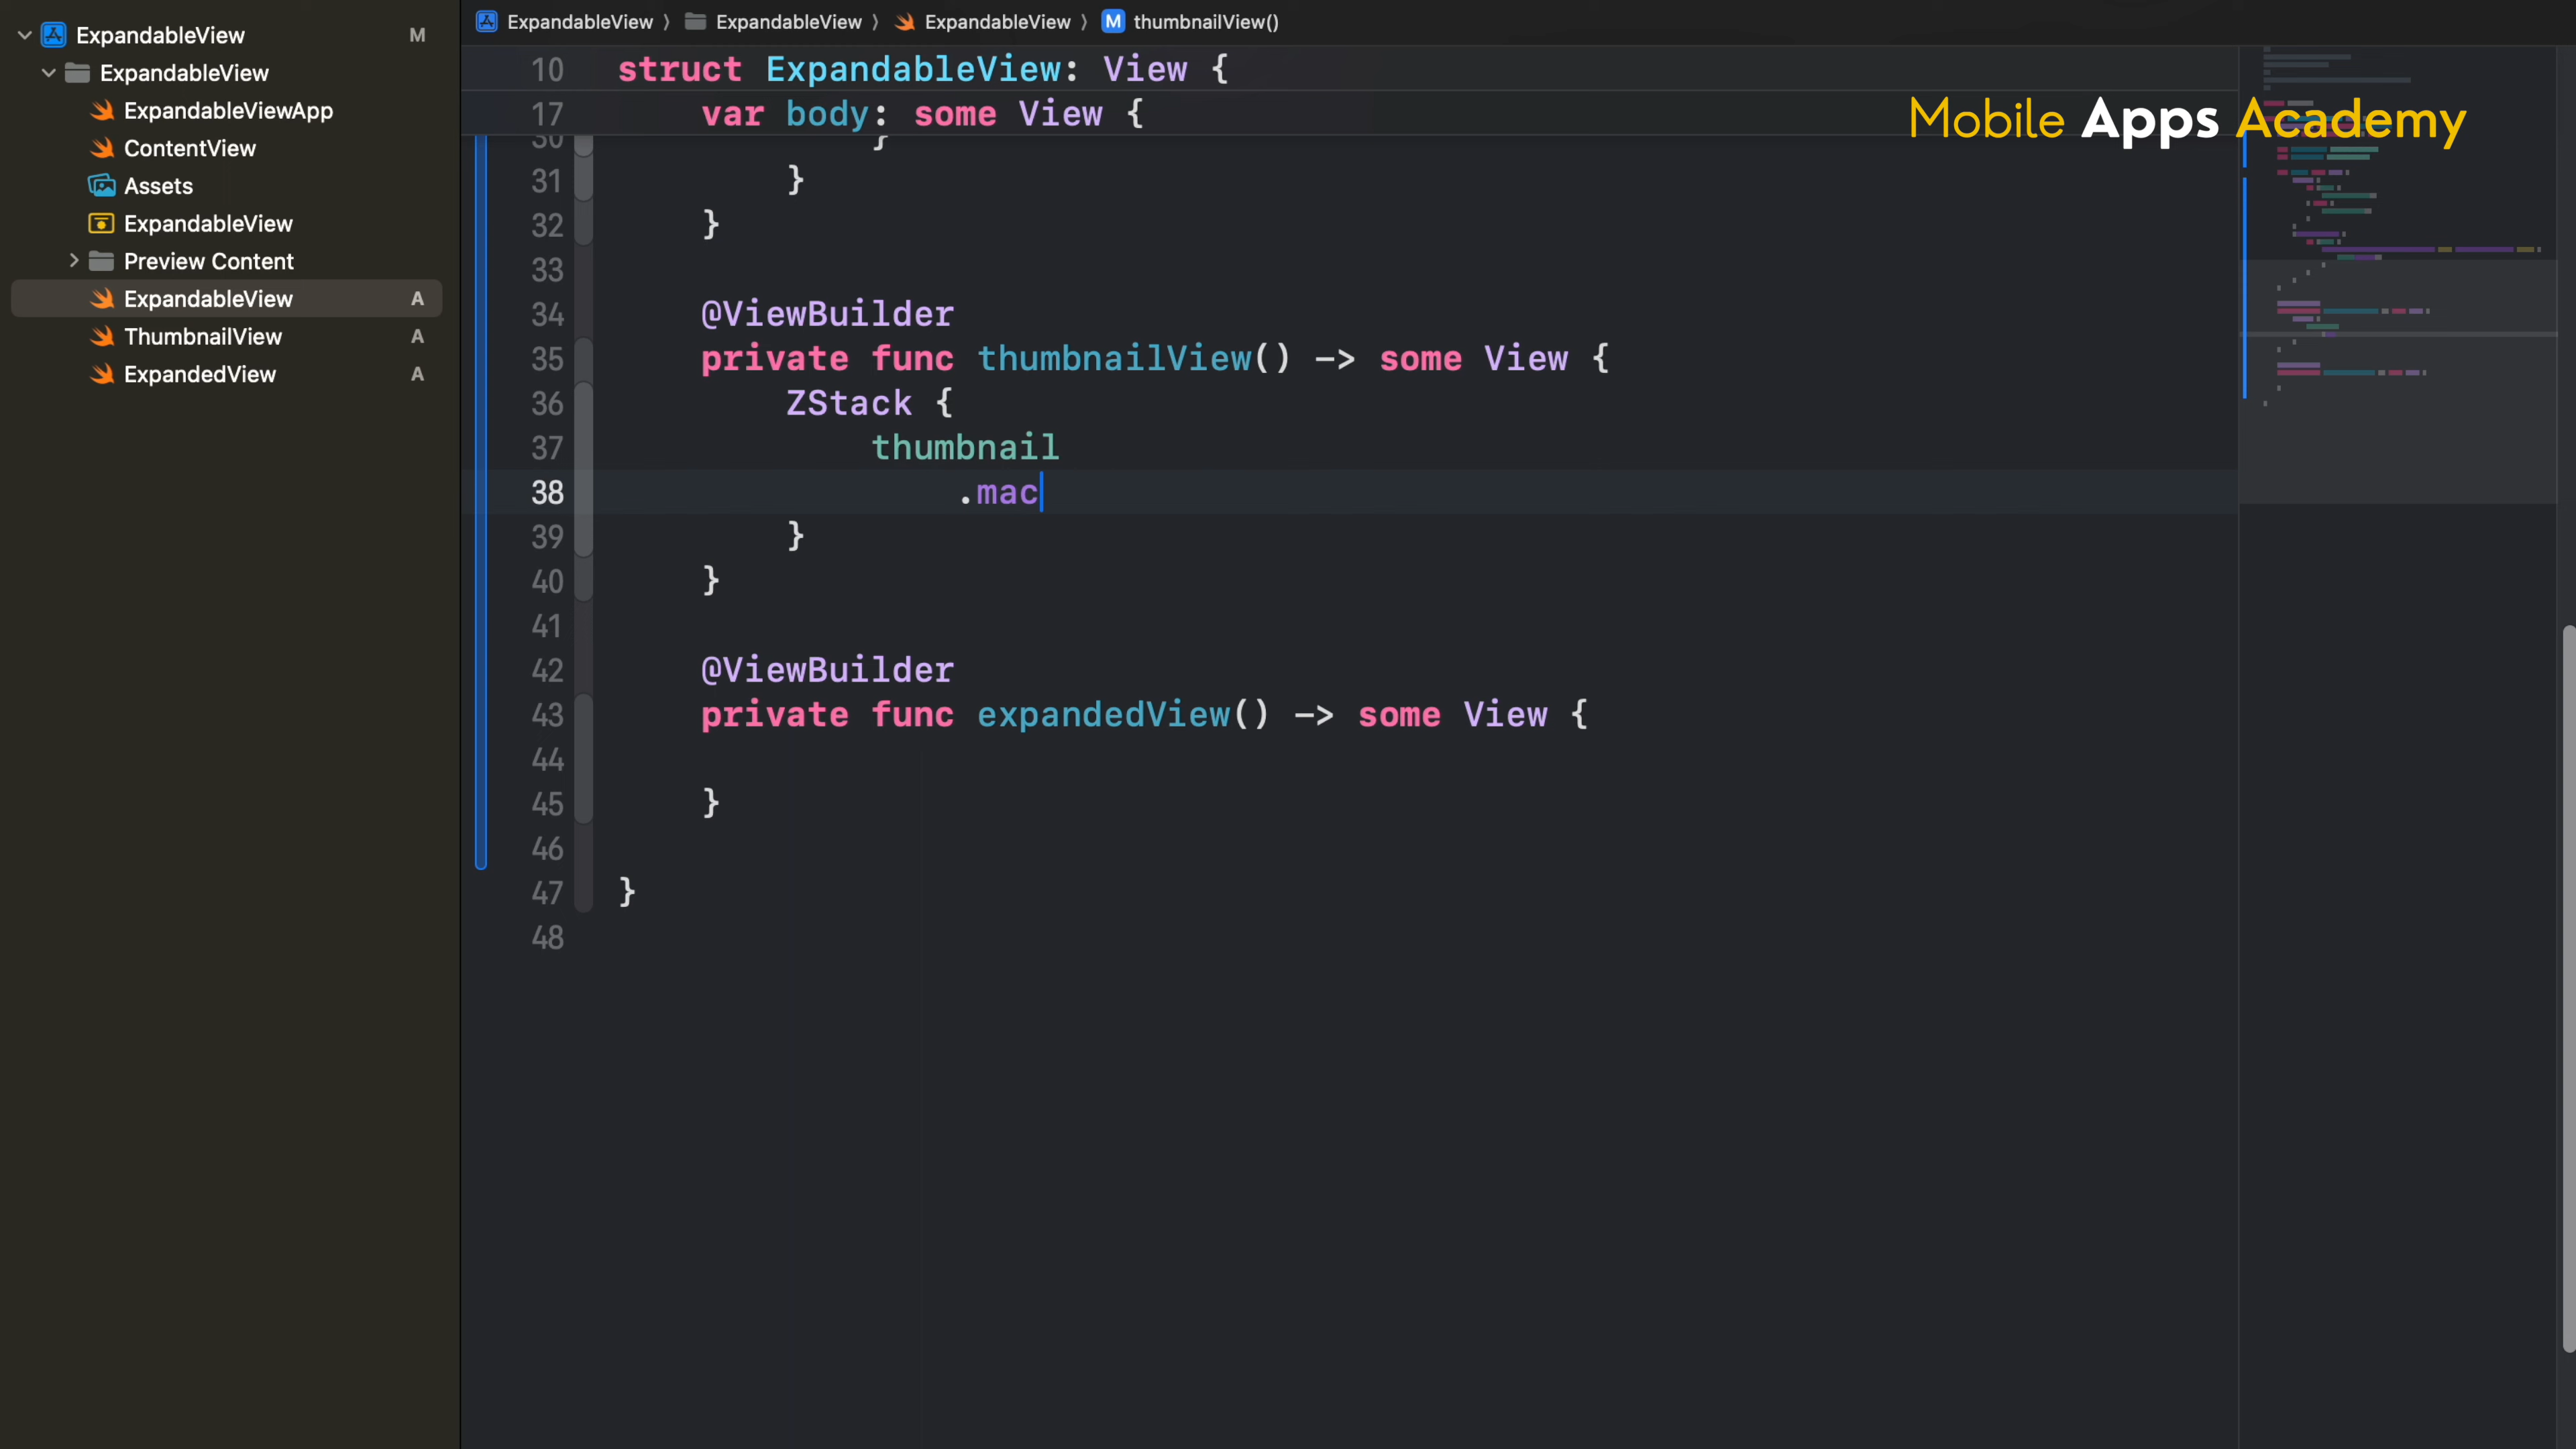 ExpandableView M
ExpandableView
ExpandableViewApp
ContentView
Assets
ExpandableView
Preview Content
ExpandableView A
ThumbnailView A
ExpandedView A
ExpandableView ⟩ ExpandableView ⟩ ExpandableView ⟩ M thumbnailView()
Mobile Apps Academy
10 struct ExpandableView: View {
17 var body: some View {
30 }
31 }
32 }
33
34 @ViewBuilder
35 private func thumbnailView() -> some View {
36 ZStack {
37 thumbnail
38 .mac
39 }
40 }
41
42 @ViewBuilder
43 private func expandedView() -> some View {
44
45 }
46
47 }
48